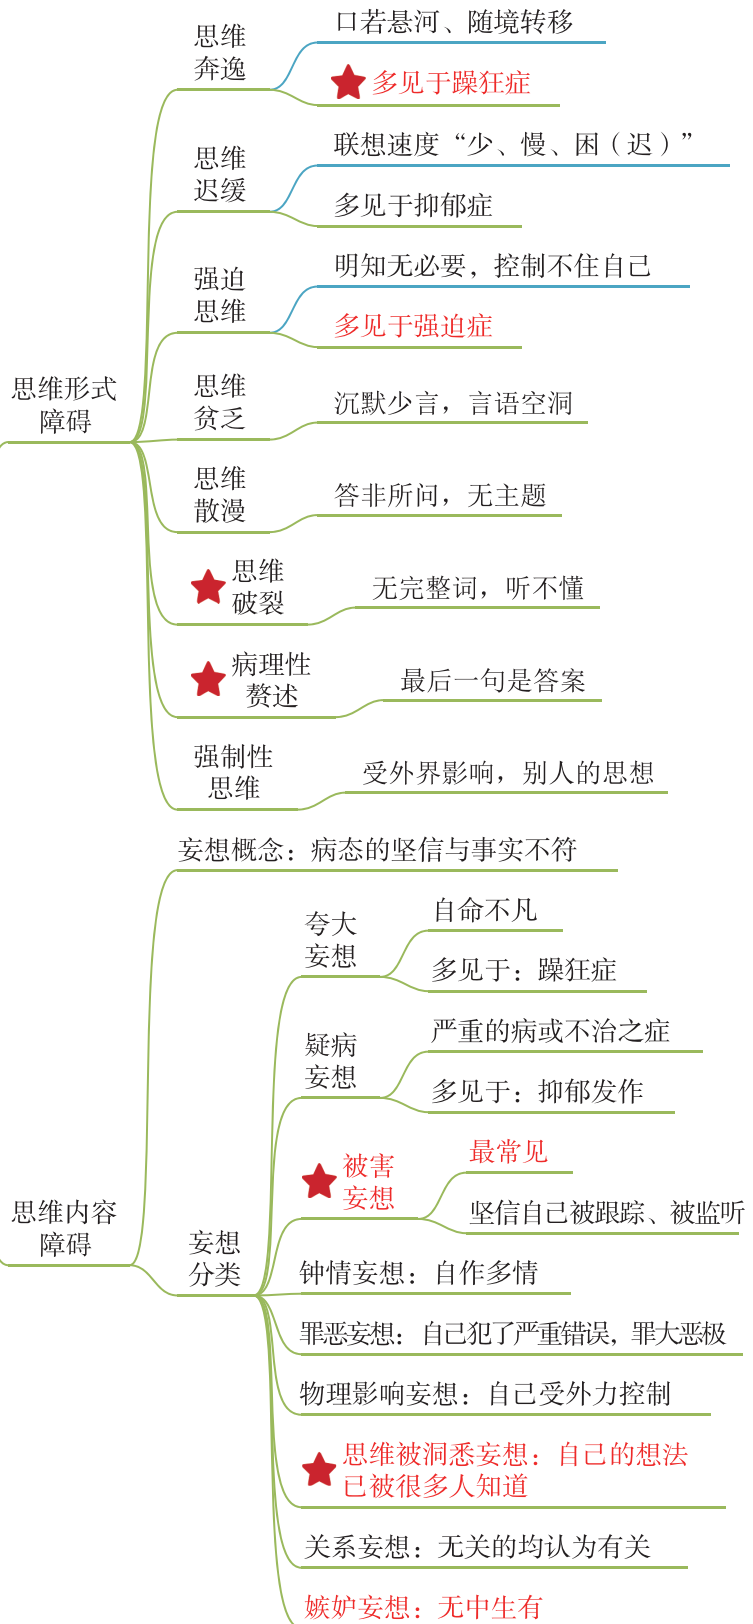 思维形式
障碍
思维
奔逸
口若悬河、随境转移
多见于躁狂症
思维
迟缓
联想速度“少、慢、困（迟）”
多见于抑郁症
强迫
思维
明知无必要，控制不住自己
多见于强迫症
思维
贫乏
沉默少言，言语空洞
思维
散漫
答非所问，无主题
思维
破裂
无完整词，听不懂
病理性
赘述
最后一句是答案
强制性
思维
受外界影响，别人的思想
思维内容
障碍
妄想概念：病态的坚信与事实不符
妄想
分类
夸大
妄想
自命不凡
多见于：躁狂症
疑病
妄想
严重的病或不治之症
多见于：抑郁发作
被害
妄想
最常见
坚信自己被跟踪、被监听
钟情妄想：自作多情
罪恶妄想：自己犯了严重错误，罪大恶极
物理影响妄想：自己受外力控制
思维被洞悉妄想：自己的想法
已被很多人知道
关系妄想：无关的均认为有关
嫉妒妄想：无中生有